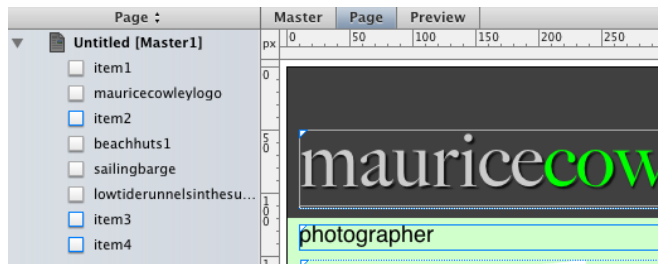 Page
Master Page Preview
px 0 50 100 150 200 250
Untitled [Master1]
item1
mauricecowleylogo
item2
beachhuts1
sailingbarge
lowtiderunnelsinthesu...
item3
item4
0
50
100
mauricecow
photographer